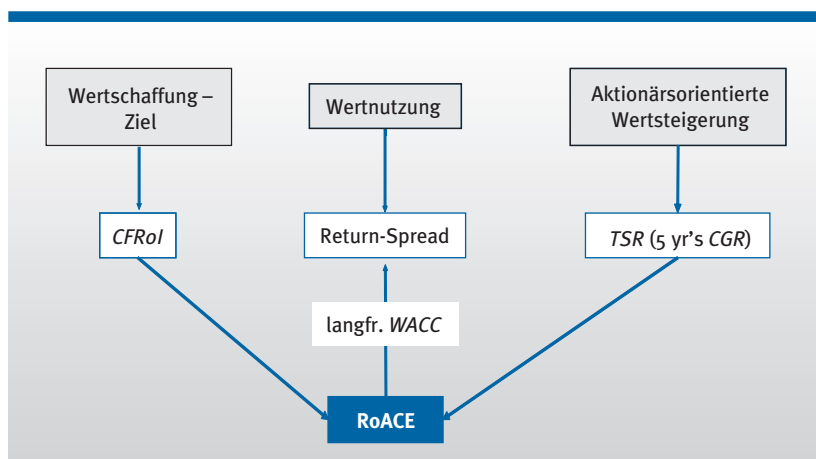 Wertschaffung –
Ziel
Wertnutzung
Aktionärsorientierte
Wertsteigerung
CFRoI
Return-Spread
TSR (5 yr's CGR)
langfr. WACC
RoACE